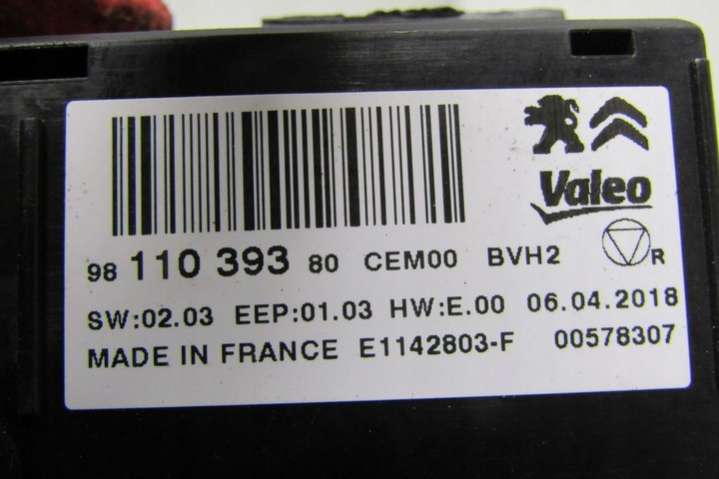 Valeo
98 110 393 80 CEM00 BVH2 R
SW:02.03 EEP:01.03 HW:E.00 06.04.2018
MADE IN FRANCE E1142803-F 00578307